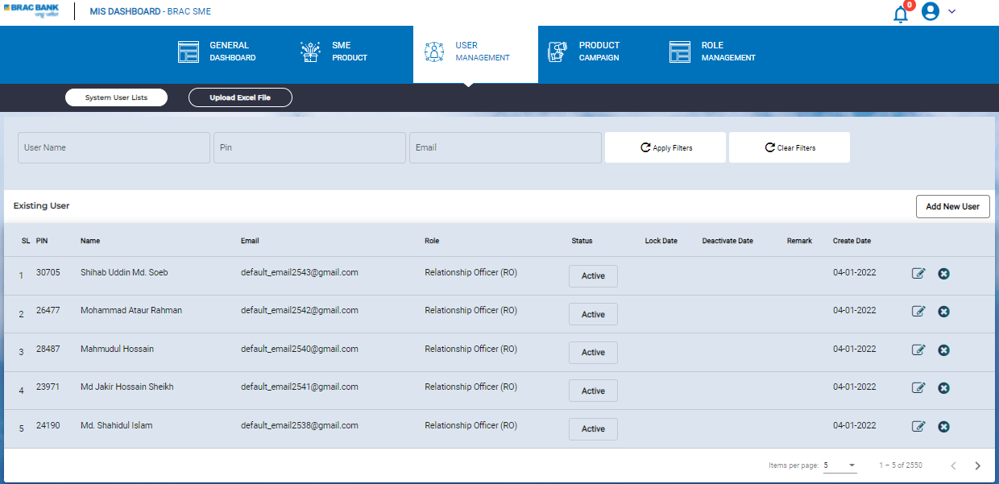 BRAC BANK
MIS DASHBOARD - BRAC SME
0
GENERAL
DASHBOARD
SME
PRODUCT
USER
MANAGEMENT
PRODUCT
CAMPAIGN
ROLE
MANAGEMENT
System User Lists
Upload Excel File
User Name
Pin
Email
Apply Filters
Clear Filters
Existing User
Add New User
SL PIN Name Email Role Status Lock Date Deactivate Date Remark Create Date
1 30705 Shihab Uddin Md. Soeb default_email2543@gmail.com Relationship Officer (RO) Active 04-01-2022
2 26477 Mohammad Ataur Rahman default_email2542@gmail.com Relationship Officer (RO) Active 04-01-2022
3 28487 Mahmudul Hossain default_email2540@gmail.com Relationship Officer (RO) Active 04-01-2022
4 23971 Md Jakir Hossain Sheikh default_email2541@gmail.com Relationship Officer (RO) Active 04-01-2022
5 24190 Md. Shahidul Islam default_email2538@gmail.com Relationship Officer (RO) Active 04-01-2022
Items per page: 5 1 – 5 of 2550